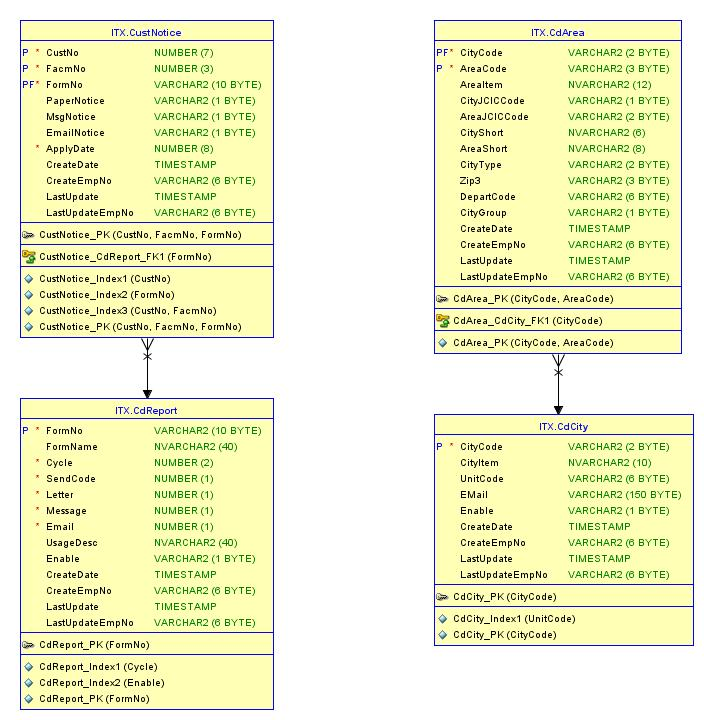 ITX.CustNotice
P * CustNo NUMBER (7)
P * FacmNo NUMBER (3)
PF* FormNo VARCHAR2 (10 BYTE)
PaperNotice VARCHAR2 (1 BYTE)
MsgNotice VARCHAR2 (1 BYTE)
EmailNotice VARCHAR2 (1 BYTE)
* ApplyDate NUMBER (8)
CreateDate TIMESTAMP
CreateEmpNo VARCHAR2 (6 BYTE)
LastUpdate TIMESTAMP
LastUpdateEmpNo VARCHAR2 (6 BYTE)
CustNotice_PK (CustNo, FacmNo, FormNo)
CustNotice_CdReport_FK1 (FormNo)
CustNotice_Index1 (CustNo)
CustNotice_Index2 (FormNo)
CustNotice_Index3 (CustNo, FacmNo)
CustNotice_PK (CustNo, FacmNo, FormNo)
ITX.CdReport
P * FormNo VARCHAR2 (10 BYTE)
FormName NVARCHAR2 (40)
* Cycle NUMBER (2)
* SendCode NUMBER (1)
* Letter NUMBER (1)
* Message NUMBER (1)
* Email NUMBER (1)
UsageDesc NVARCHAR2 (40)
Enable VARCHAR2 (1 BYTE)
CreateDate TIMESTAMP
CreateEmpNo VARCHAR2 (6 BYTE)
LastUpdate TIMESTAMP
LastUpdateEmpNo VARCHAR2 (6 BYTE)
CdReport_PK (FormNo)
CdReport_Index1 (Cycle)
CdReport_Index2 (Enable)
CdReport_PK (FormNo)
ITX.CdArea
PF* CityCode VARCHAR2 (2 BYTE)
P * AreaCode VARCHAR2 (3 BYTE)
AreaItem NVARCHAR2 (12)
CityJCICCode VARCHAR2 (1 BYTE)
AreaJCICCode VARCHAR2 (2 BYTE)
CityShort NVARCHAR2 (6)
AreaShort NVARCHAR2 (8)
CityType VARCHAR2 (2 BYTE)
Zip3 VARCHAR2 (3 BYTE)
DepartCode VARCHAR2 (6 BYTE)
CityGroup VARCHAR2 (1 BYTE)
CreateDate TIMESTAMP
CreateEmpNo VARCHAR2 (6 BYTE)
LastUpdate TIMESTAMP
LastUpdateEmpNo VARCHAR2 (6 BYTE)
CdArea_PK (CityCode, AreaCode)
CdArea_CdCity_FK1 (CityCode)
CdArea_PK (CityCode, AreaCode)
ITX.CdCity
P * CityCode VARCHAR2 (2 BYTE)
CityItem NVARCHAR2 (10)
UnitCode VARCHAR2 (6 BYTE)
EMail VARCHAR2 (150 BYTE)
Enable VARCHAR2 (1 BYTE)
CreateDate TIMESTAMP
CreateEmpNo VARCHAR2 (6 BYTE)
LastUpdate TIMESTAMP
LastUpdateEmpNo VARCHAR2 (6 BYTE)
CdCity_PK (CityCode)
CdCity_Index1 (UnitCode)
CdCity_PK (CityCode)